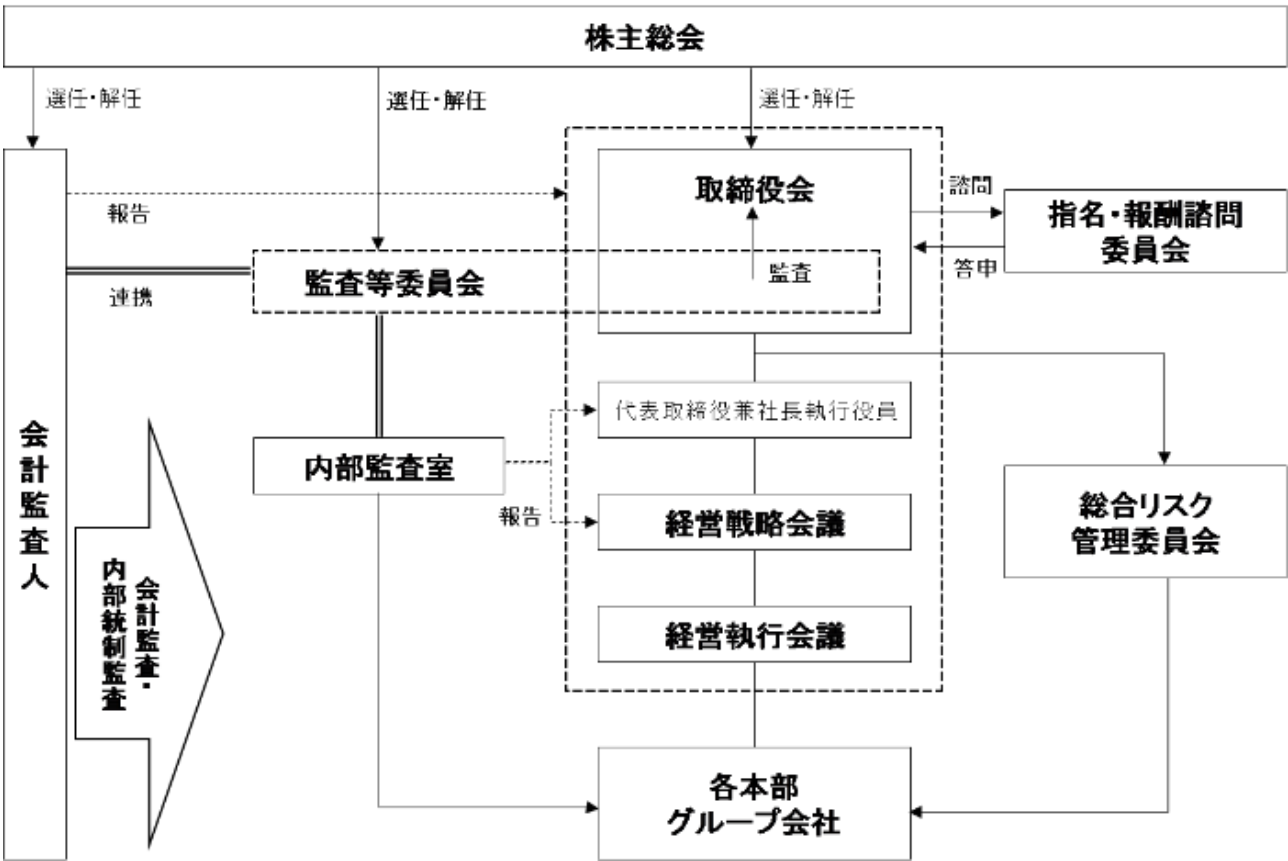 株主総会
選任・解任
選任・解任
選任・解任
取締役会
諮問
指名・報酬諮問
委員会
答申
報告
監査等委員会
監査
連携
代表取締役兼社長執行役員
会計監査人
内部監査室
報告
経営戦略会議
総合リスク
管理委員会
会計監査・
内部統制監査
経営執行会議
各本部
グループ会社